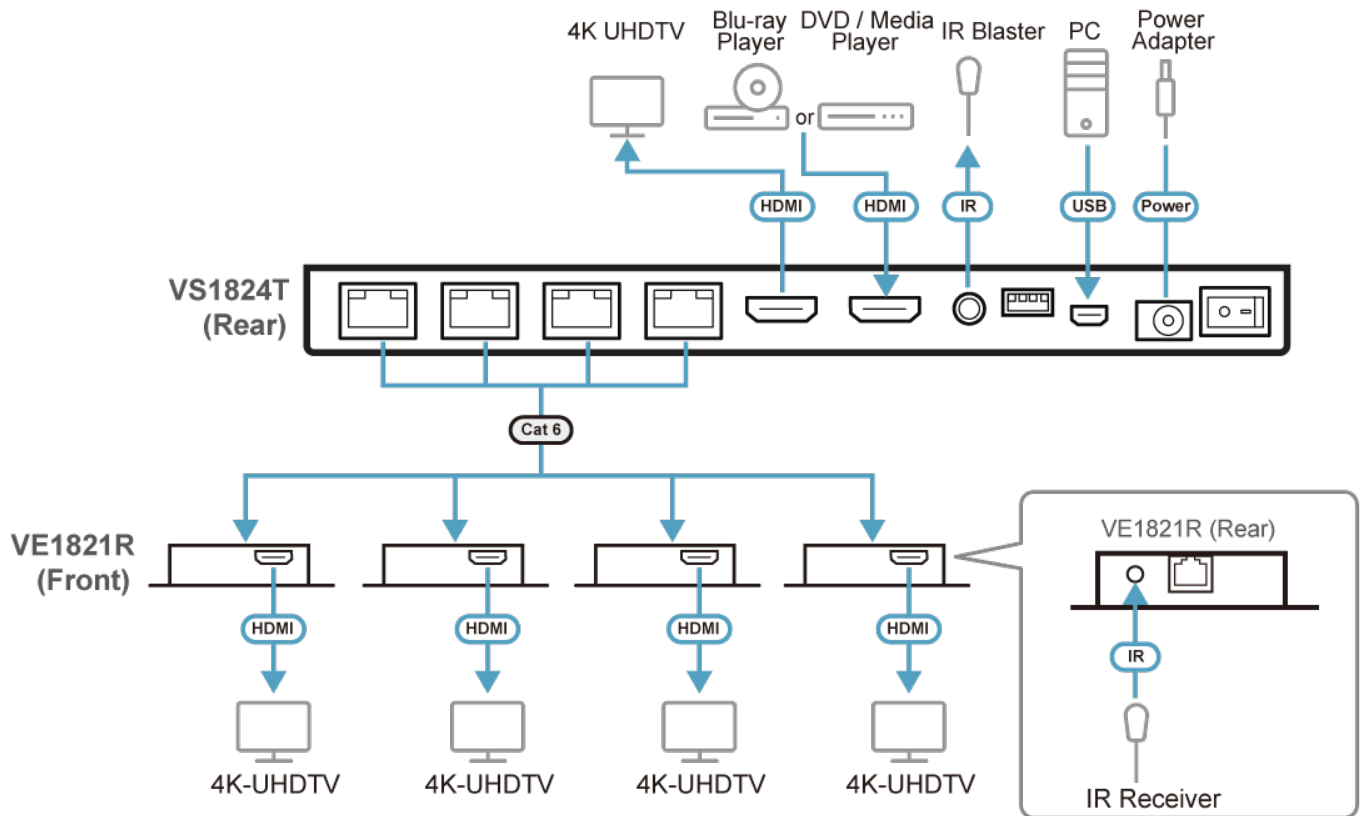 4K UHDTV
Blu-ray
Player
or
DVD / Media
Player
IR Blaster
PC
Power
Adapter
HDMI
HDMI
IR
USB
Power
VS1824T
(Rear)
Cat 6
VE1821R
(Front)
HDMI
HDMI
HDMI
HDMI
4K-UHDTV
4K-UHDTV
4K-UHDTV
4K-UHDTV
VE1821R (Rear)
IR
IR Receiver